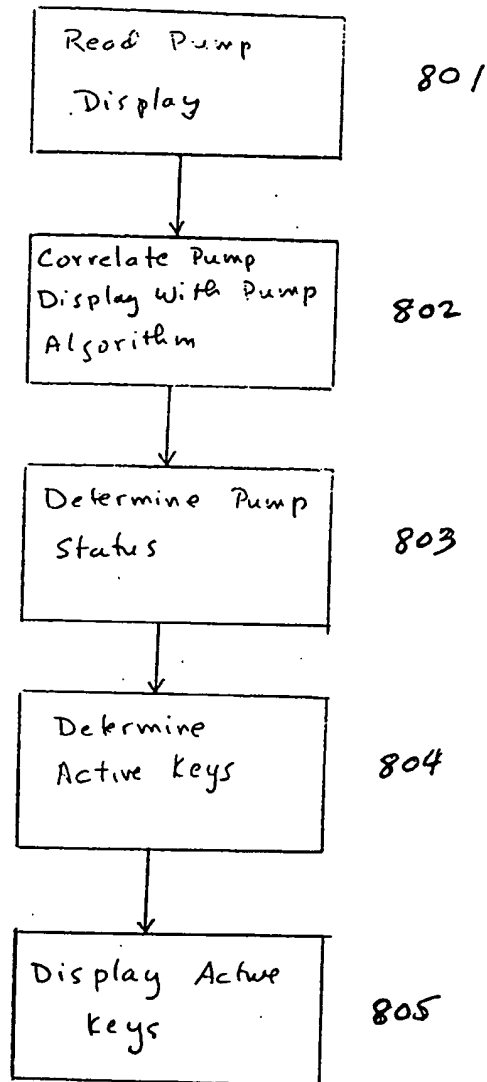 Read Pump
Display
801
Correlate Pump
Display With Pump
Algorithm
802
Determine Pump
Status
803
Determine
Active Keys
804
Display Active
Keys
805